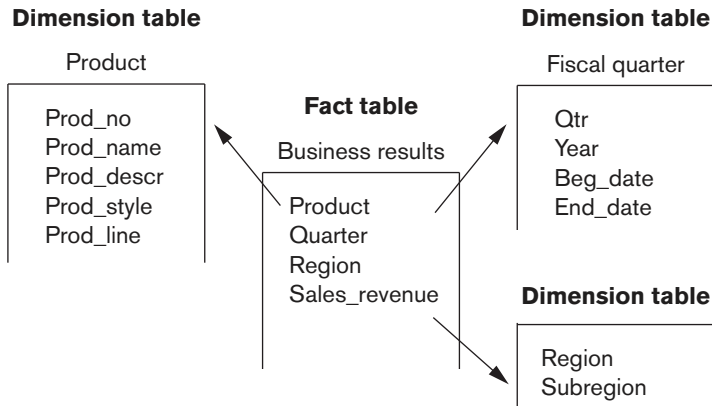 Dimension table
Product
Prod_no
Prod_name
Prod_descr
Prod_style
Prod_line
Fact table
Business results
Product
Quarter
Region
Sales_revenue
Dimension table
Fiscal quarter
Qtr
Year
Beg_date
End_date
Dimension table
Region
Subregion